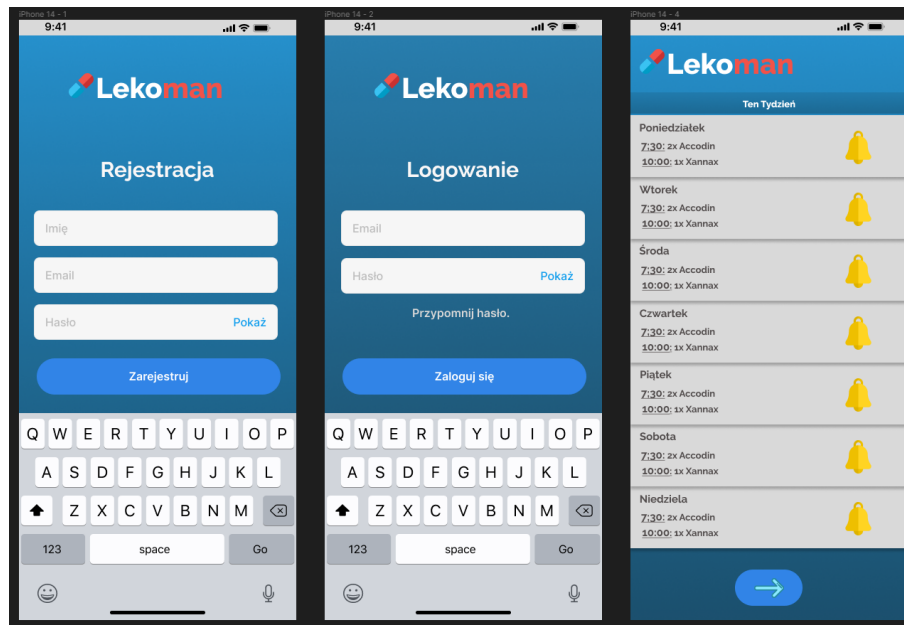 iPhone 14 - 1
9:41
Lekoman
Rejestracja
Imię
Email
Hasło Pokaż
Zarejestruj
Q W E R T Y U I O P
A S D F G H J K L
Z X C V B N M
123 space Go
iPhone 14 - 2
9:41
Lekoman
Logowanie
Email
Hasło Pokaż
Przypomnij hasło.
Zaloguj się
Q W E R T Y U I O P
A S D F G H J K L
Z X C V B N M
123 space Go
iPhone 14 - 4
9:41
Lekoman
Ten Tydzień
Poniedziałek
7:30: 2x Accodin
10:00: 1x Xannax
Wtorek
7:30: 2x Accodin
10:00: 1x Xannax
Środa
7:30: 2x Accodin
10:00: 1x Xannax
Czwartek
7:30: 2x Accodin
10:00: 1x Xannax
Piątek
7:30: 2x Accodin
10:00: 1x Xannax
Sobota
7:30: 2x Accodin
10:00: 1x Xannax
Niedziela
7:30: 2x Accodin
10:00: 1x Xannax